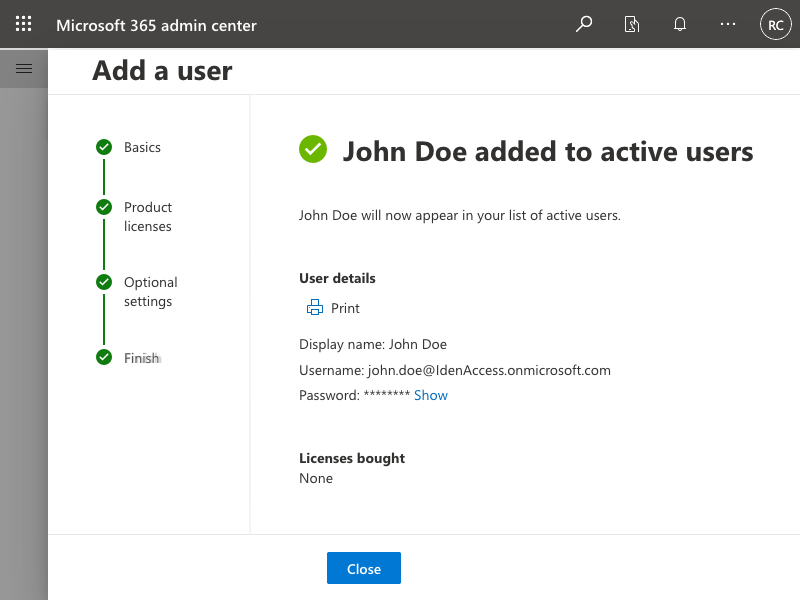 Microsoft 365 admin center
RC
Add a user
Basics
Product
licenses
Optional
settings
Finish
John Doe added to active users
John Doe will now appear in your list of active users.
User details
Print
Display name: John Doe
Username: john.doe@IdenAccess.onmicrosoft.com
Password: ******** Show
Licenses bought
None
Close